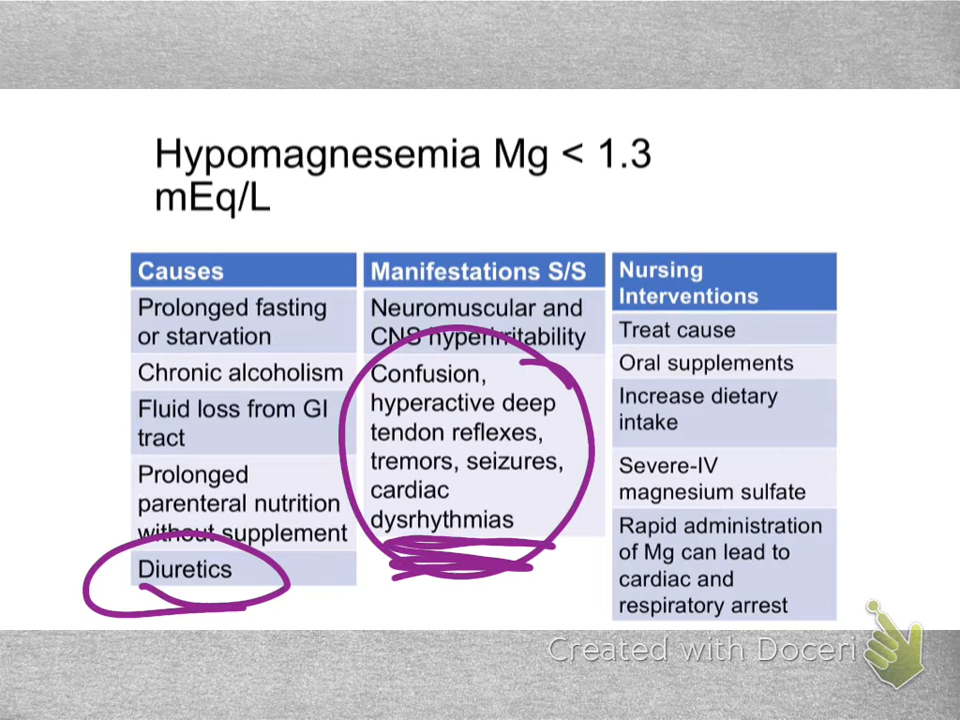 Hypomagnesemia Mg < 1.3
mEq/L
Causes
Prolonged fasting
or starvation
Chronic alcoholism
Fluid loss from GI
tract
Prolonged
parenteral nutrition
without supplement
Diuretics
Manifestations S/S
Neuromuscular and
CNS hyperirritability
Confusion,
hyperactive deep
tendon reflexes,
tremors, seizures,
cardiac
dysrhythmias
Nursing
Interventions
Treat cause
Oral supplements
Increase dietary
intake
Severe-IV
magnesium sulfate
Rapid administration
of Mg can lead to
cardiac and
respiratory arrest
Created with Doceri